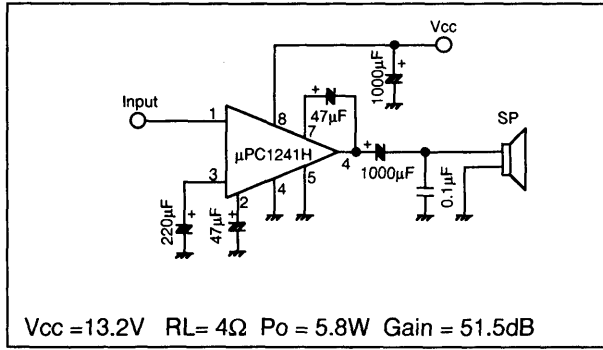 Vcc
1000µF
+
Input
1
8
+
47µF
7
µPC1241H
4
+
1000µF
SP
3
2
4
5
220µF
+
47µF
+
0.1µF
Vcc =13.2V RL= 4Ω Po = 5.8W Gain = 51.5dB